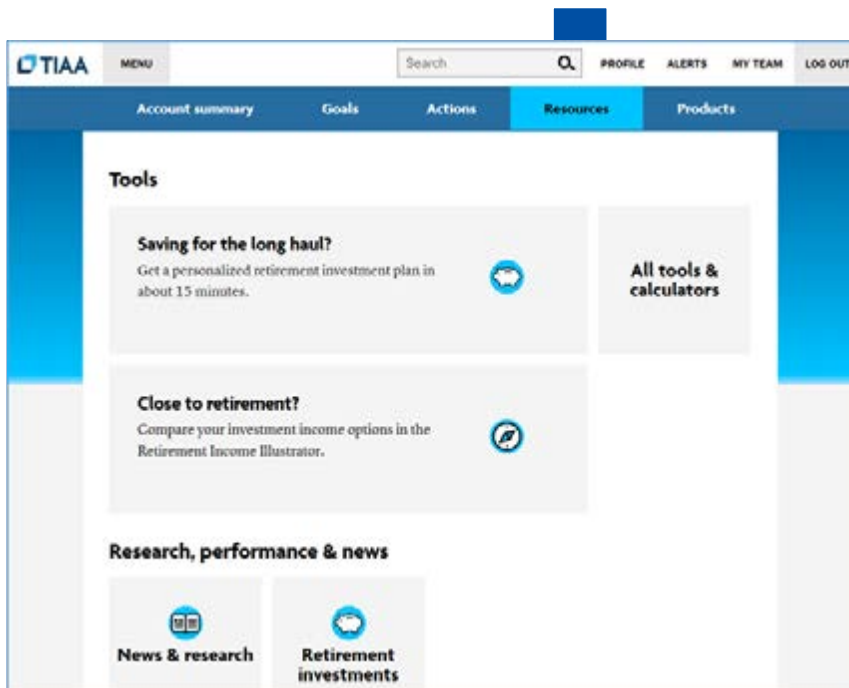 TIAA MENU Search PROFILE ALERTS MY TEAM LOG OUT
Account summary Goals Actions Resources Products
Tools
Saving for the long haul?
Get a personalized retirement investment plan in
about 15 minutes.
All tools &
calculators
Close to retirement?
Compare your investment income options in the
Retirement Income Illustrator.
Research, performance & news
News & research
Retirement
investments